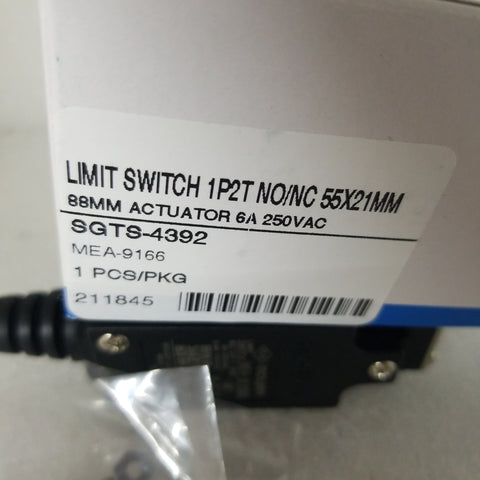 LIMIT SWITCH 1P2T NO/NC 55X21MM
88MM ACTUATOR 6A 250VAC
SGTS-4392
MEA-9166
1 PCS/PKG
211845